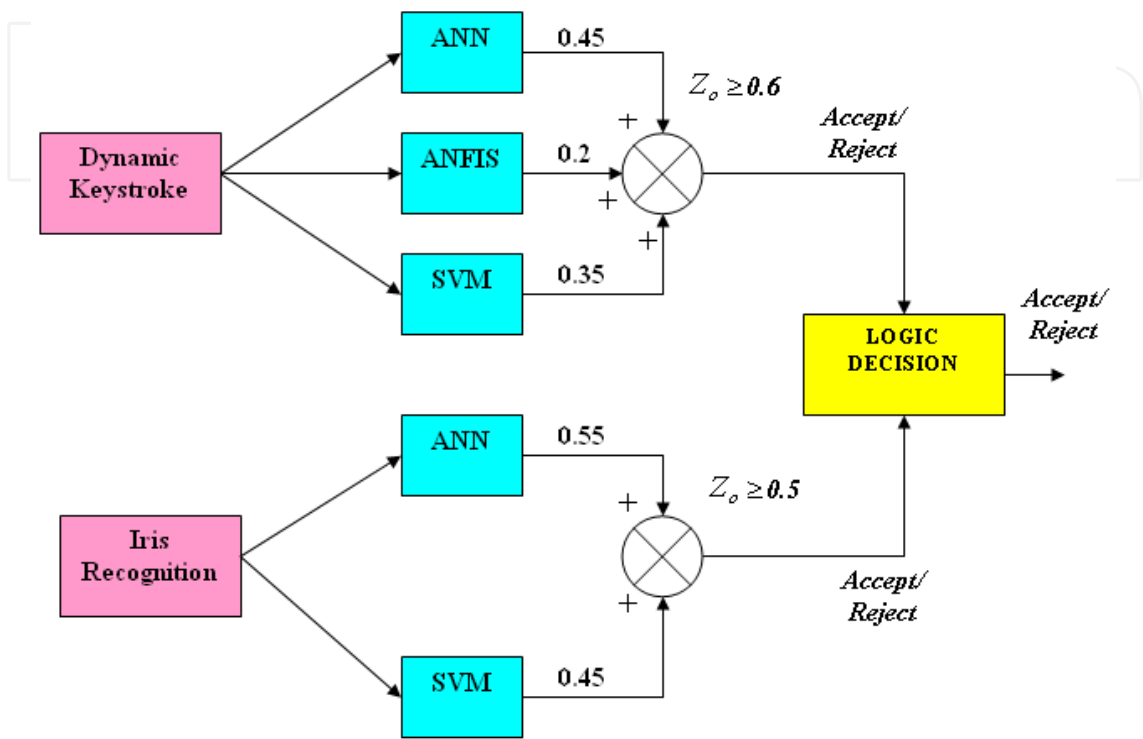 ANN
0.45
Zo ≥ 0.6
+
Accept/
Reject
Dynamic
Keystroke
ANFIS
0.2
+
+
SVM
0.35
Accept/
Reject
LOGIC
DECISION
ANN
0.55
Zo ≥ 0.5
+
Iris
Recognition
Accept/
Reject
+
SVM
0.45